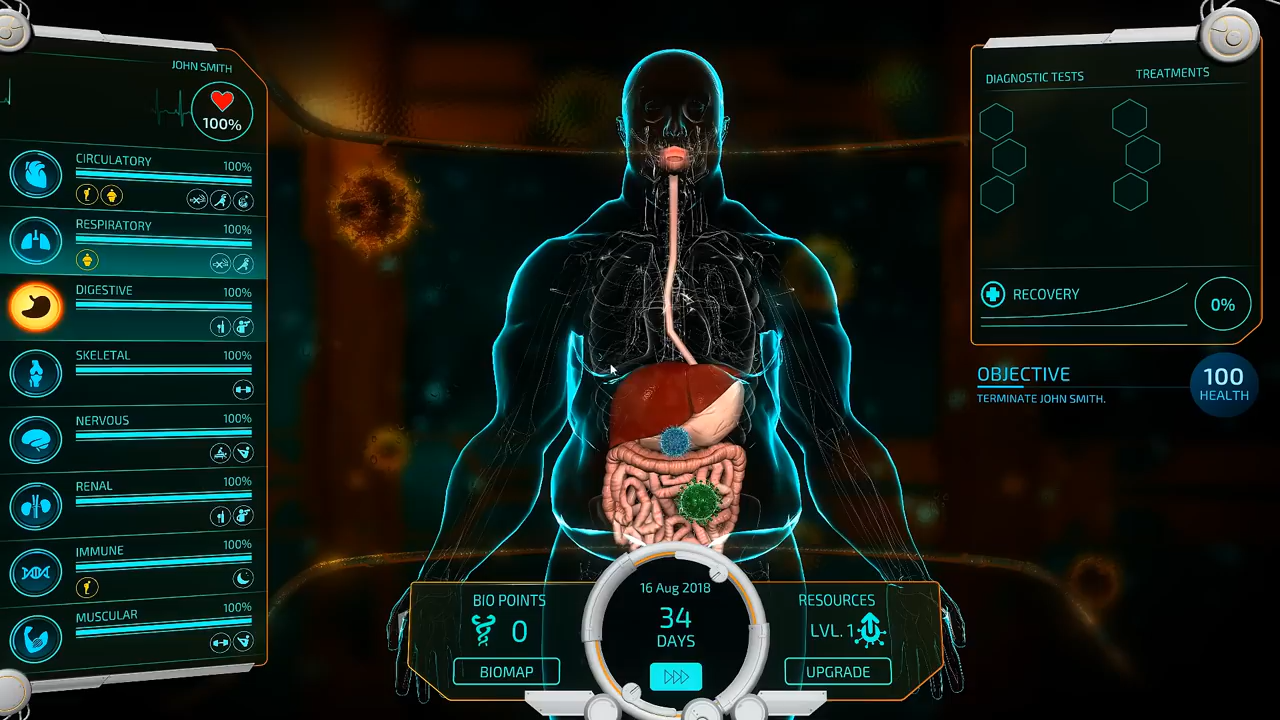 JOHN SMITH
100%
CIRCULATORY 100%
RESPIRATORY 100%
DIGESTIVE 100%
SKELETAL 100%
NERVOUS 100%
RENAL 100%
IMMUNE 100%
MUSCULAR 100%
DIAGNOSTIC TESTS TREATMENTS
RECOVERY 0%
OBJECTIVE
TERMINATE JOHN SMITH.
100
HEALTH
BIO POINTS
0
BIOMAP
16 Aug 2018
34
DAYS
RESOURCES
LVL. 1
UPGRADE